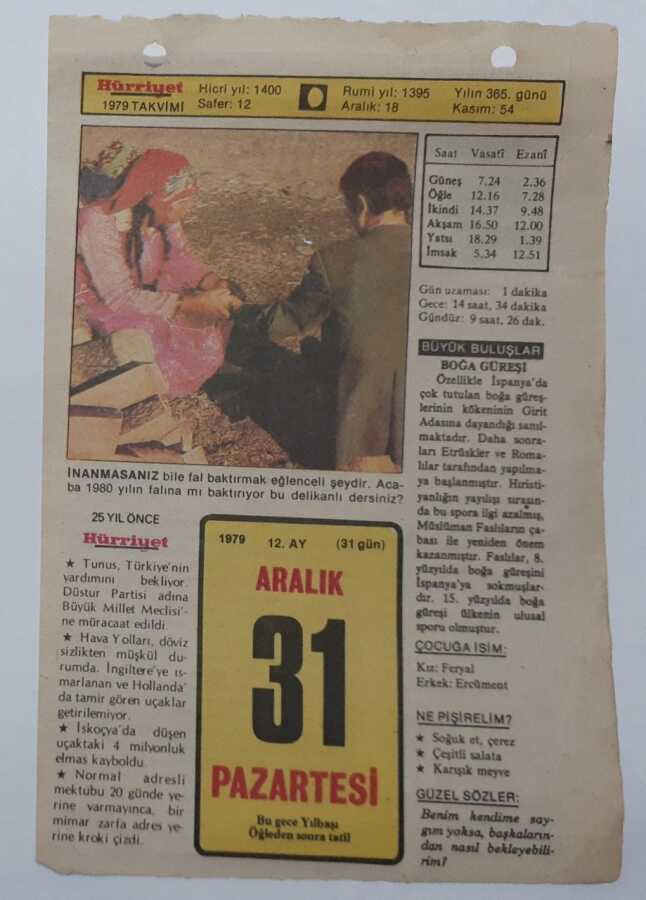 Hürriyet
1979 TAKVİMİ
Hicri yıl: 1400
Safer: 12
Rumi yıl: 1395
Aralık: 18
Yılın 365. günü
Kasım: 54
Saat Vasatî Ezanî
Güneş 7.24 2.36
Öğle 12.16 7.28
İkindi 14.37 9.48
Akşam 16.50 12.00
Yatsı 18.29 1.39
İmsak 5.34 12.51
Gün uzaması: 1 dakika
Gece: 14 saat, 34 dakika
Gündüz: 9 saat, 26 dak.
İNANMASANIZ bile fal baktırmak eğlenceli şeydir. Aca-
ba 1980 yılın falına mı baktırıyor bu delikanlı dersiniz?
25 YIL ÖNCE
Hürriyet
★ Tunus, Türkiye'nin
yardımını bekliyor.
Düstur Partisi adına
Büyük Millet Meclisi'-
ne müracaat edildi.
★ Hava Yolları, döviz
sizlikten müşkül du-
rumda. İngiltere'ye ıs-
marlanan ve Hollanda'
da tamir gören uçaklar
getirilemiyor.
★ İskoçya'da düşen
uçaktaki 4 milyonluk
elmas kayboldu.
★ Normal adresli
mektubu 20 günde ye-
rine varmayınca, bir
mimar zarfa adres ye-
rine kroki çizdi.
1979 12. AY (31 gün)
ARALIK
31
PAZARTESİ
Bu gece Yılbaşı
Öğleden sonra tatil
BÜYÜK BULUŞLAR
BOĞA GÜREŞİ
Özellikle İspanya'da
çok tutulan boğa güreş-
lerinin kökeninin Girit
Adasına dayandığı sanıl-
maktadır. Daha sonra-
ları Etrüskler ve Roma-
lılar tarafından yapılma-
ya başlanmıştır. Hıristi-
yanlığın yayılışı sırasın-
da bu spora ilgi azalmış,
Müslüman Faslıların ça-
bası ile yeniden önem
kazanmıştır. Faslılar, 8.
yüzyılda boğa güreşini
İspanya'ya sokmuşlar-
dır. 15. yüzyılda boğa
güreşi ülkenin ulusal
sporu olmuştur.
ÇOCUĞA İSİM:
Kız: Feryal
Erkek: Ercüment
NE PİŞİRELİM?
★ Soğuk et, çerez
★ Çeşitli salata
★ Karışık meyve
GÜZEL SÖZLER:
Benim kendime say-
gım yoksa, başkaların-
dan nasıl bekleyebili-
rim?